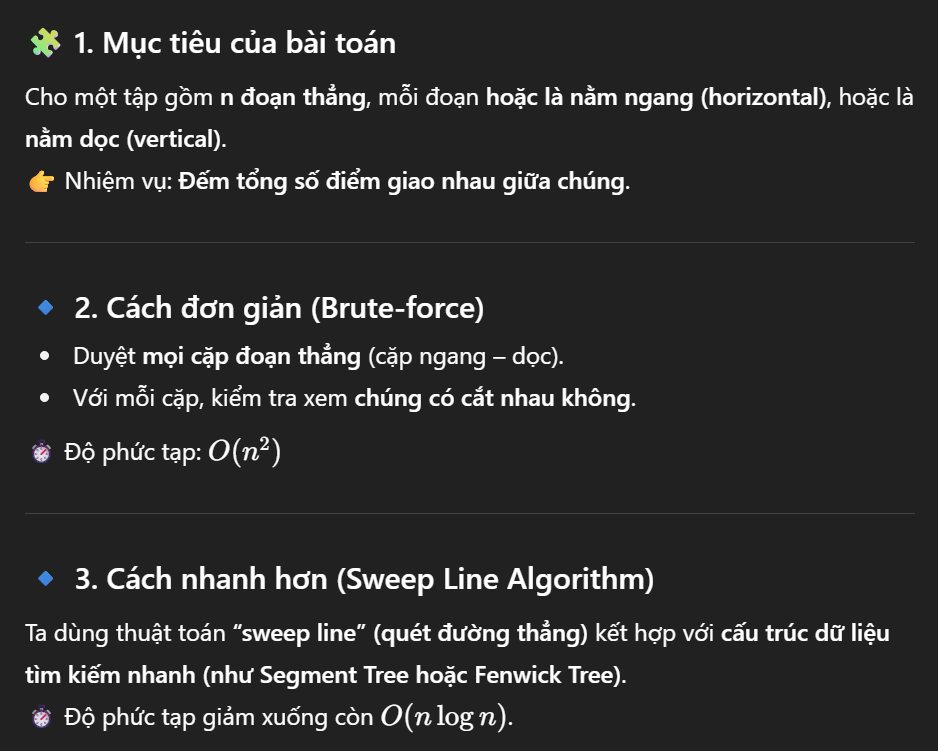 🧩 1. Mục tiêu của bài toán
Cho một tập gồm n đoạn thẳng, mỗi đoạn hoặc là nằm ngang (horizontal), hoặc là
nằm dọc (vertical).
👉 Nhiệm vụ: Đếm tổng số điểm giao nhau giữa chúng.
🔹 2. Cách đơn giản (Brute-force)
• Duyệt mọi cặp đoạn thẳng (cặp ngang – dọc).
• Với mỗi cặp, kiểm tra xem chúng có cắt nhau không.
⏱ Độ phức tạp: O(n²)
🔹 3. Cách nhanh hơn (Sweep Line Algorithm)
Ta dùng thuật toán “sweep line” (quét đường thẳng) kết hợp với cấu trúc dữ liệu
tìm kiếm nhanh (như Segment Tree hoặc Fenwick Tree).
⏱ Độ phức tạp giảm xuống còn O(n log n).